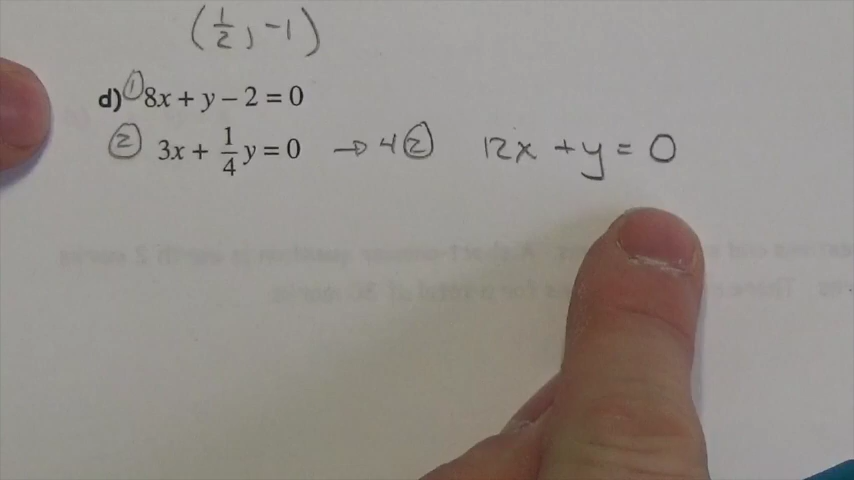 (1/2, -1)
d) ① 8x + y − 2 = 0
② 3x + 1/4 y = 0 → 4② 12x + y = 0